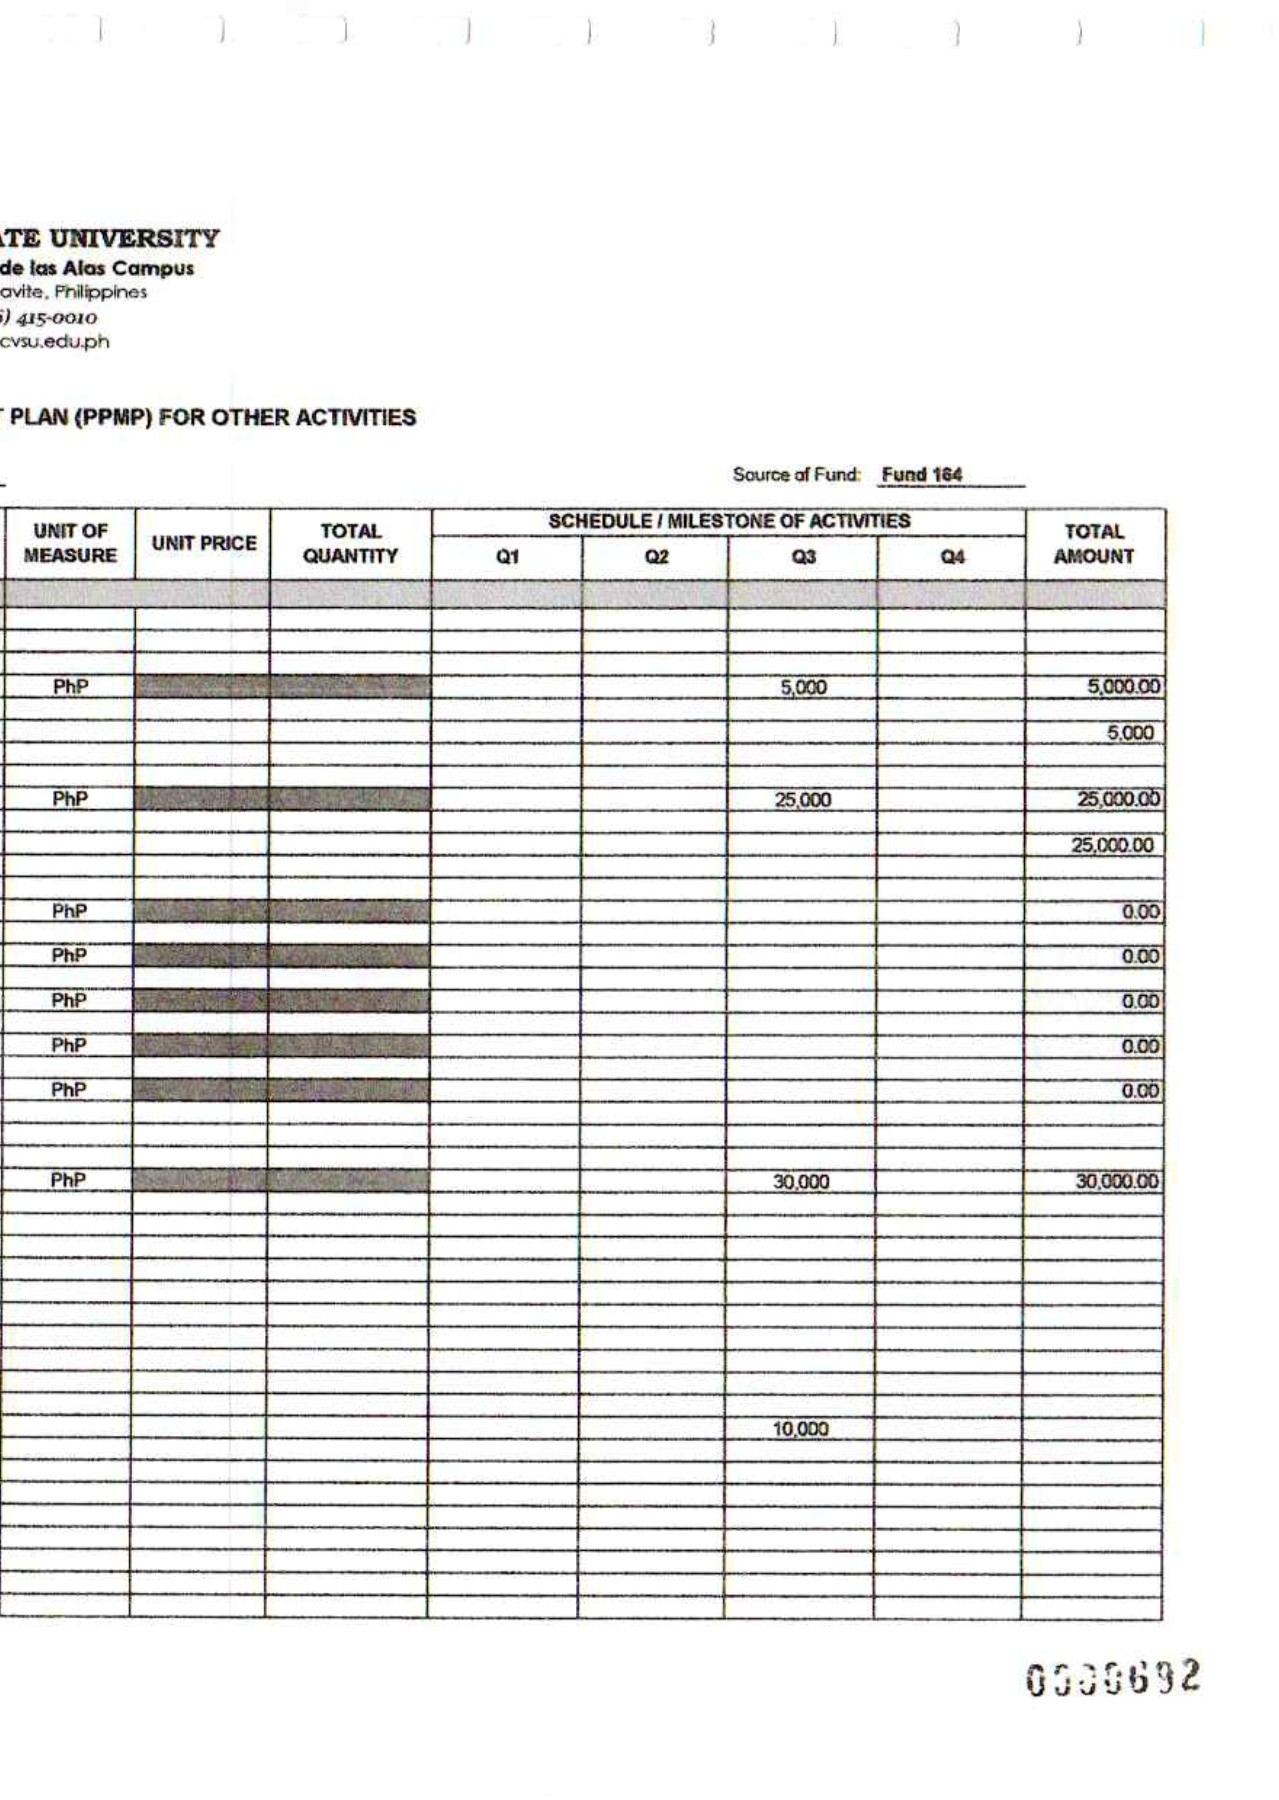 ATE UNIVERSITY
de las Alas Campus
avite, Philippines
6) 415-0010
cvsu.edu.ph
T PLAN (PPMP) FOR OTHER ACTIVITIES
Source of Fund: Fund 164
UNIT OF MEASURE UNIT PRICE TOTAL QUANTITY SCHEDULE / MILESTONE OF ACTIVITIES TOTAL AMOUNT
Q1 Q2 Q3 Q4
PhP 5,000 5,000.00
5,000
PhP 25,000 25,000.00
25,000.00
PhP 0.00
PhP 0.00
PhP 0.00
PhP 0.00
PhP 0.00
PhP 30,000 30,000.00
10,000